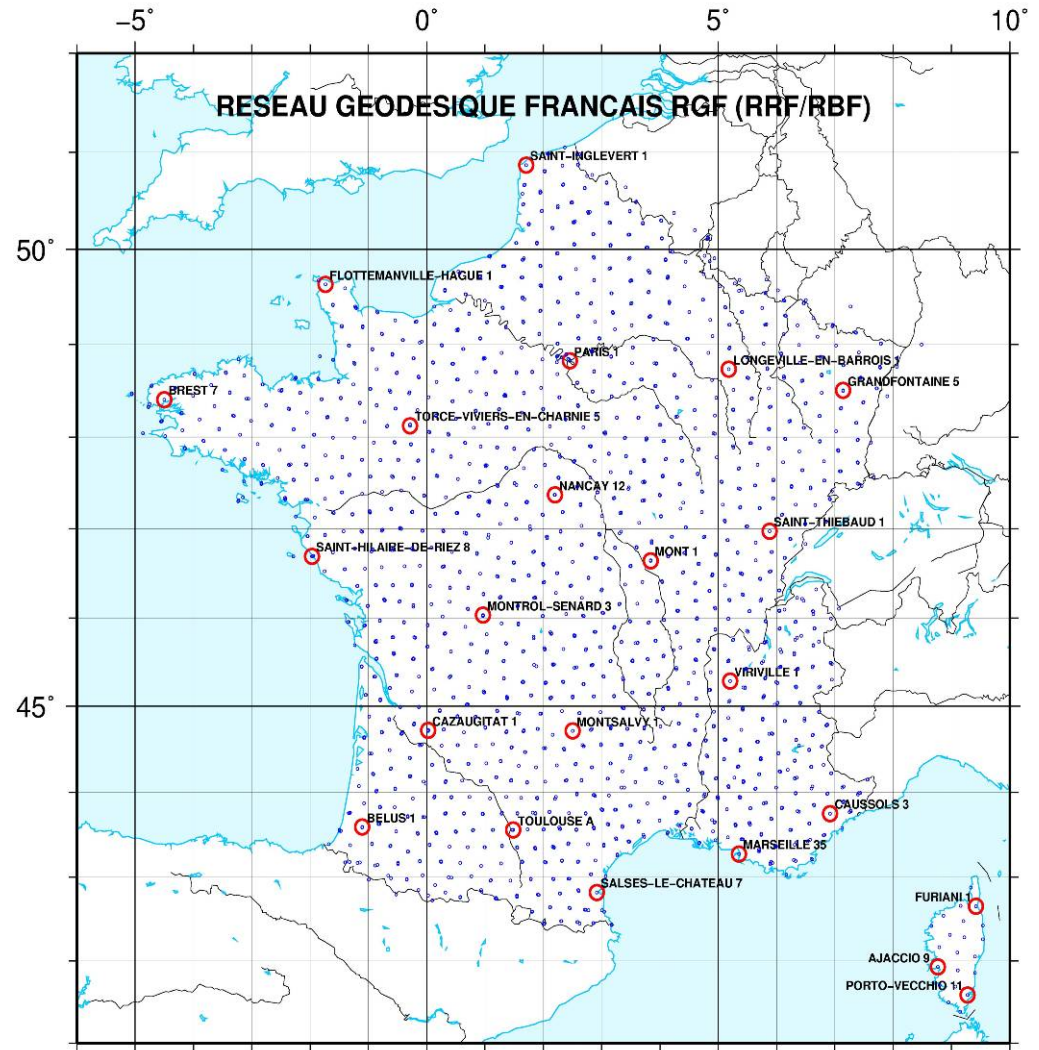 −5° 0° 5° 10°
RESEAU GEODESIQUE FRANCAIS RGF (RRF/RBF)
SAINT−INGLEVERT 1
50°
FLOTTEMANVILLE−HAGUE 1
PARIS 1
LONGEVILLE−EN−BARROIS 1
GRANDFONTAINE 5
BREST 7
TORCE−VIVIERS−EN−CHARNIE 5
NANCAY 12
SAINT−THIEBAUD 1
SAINT−HILAIRE−DE−RIEZ 8
MONT 1
MONTROL−SENARD 3
VIRIVILLE 1
45°
CAZAUGITAT 1
MONTSALVY 1
CAUSSOLS 3
BELUS 1
TOULOUSE A
MARSEILLE 35
SALSES−LE−CHATEAU 7
FURIANI 1
AJACCIO 9
PORTO−VECCHIO 11